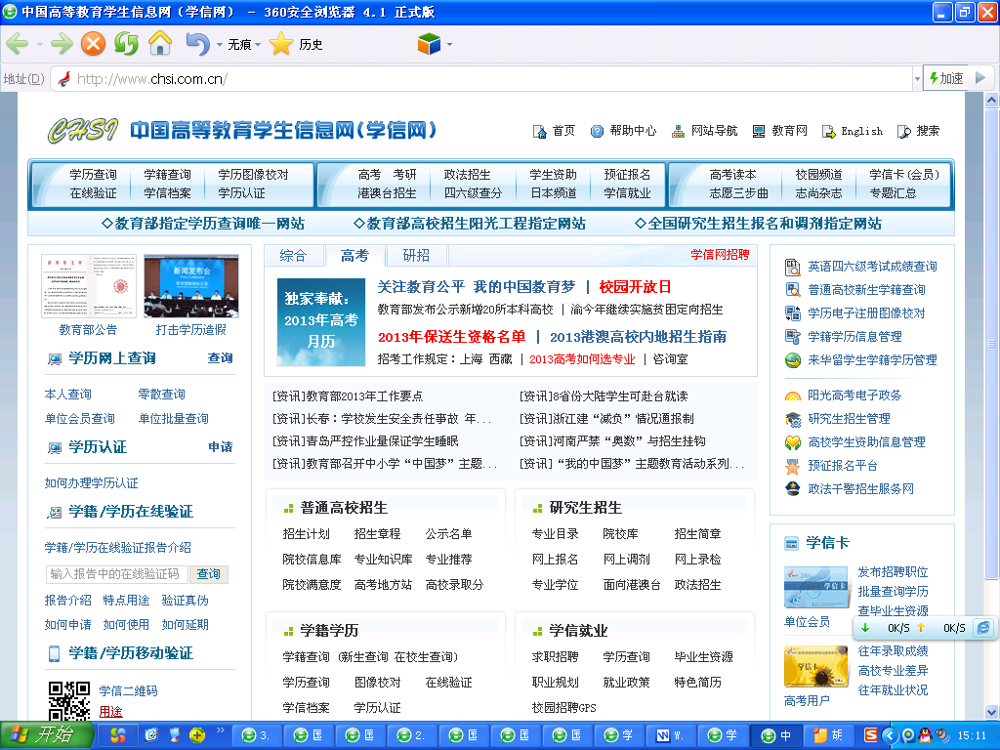 中国高等教育学生信息网（学信网） - 360安全浏览器 4.1 正式版
无痕
历史
地址(D)
http://www.chsi.com.cn/
加速
CHSI 中国高等教育学生信息网(学信网)
首页 帮助中心 网站导航 教育网 English 搜索
学历查询 学籍查询 学历图像校对
在线验证 学信档案 学历认证
高考 考研 政法招生 学生资助 预征报名
港澳台招生 四六级查分 日本频道 学信就业
高考读本 校园频道 学信卡(会员)
志愿三步曲 志尚杂志 专题汇总
◇教育部指定学历查询唯一网站 ◇教育部高校招生阳光工程指定网站 ◇全国研究生招生报名和调剂指定网站
新闻发布会
教育部公告 打击学历造假
学历网上查询 查询
本人查询 零散查询
单位会员查询 单位批量查询
学历认证 申请
如何办理学历认证
学籍/学历在线验证
学籍/学历在线验证报告介绍
输入报告中的在线验证码 查询
报告介绍 特点用途 验证真伪
如何申请 如何使用 如何延期
学籍/学历移动验证
学信二维码
用途
综合 高考 研招 学信网招聘
独家奉献：
2013年高考
月历
关注教育公平 我的中国教育梦 | 校园开放日
教育部发布公示新增20所本科高校 | 渝今年继续实施贫困定向招生
2013年保送生资格名单 | 2013港澳高校内地招生指南
招考工作规定：上海 西藏 | 2013高考如何选专业 | 咨询室
[资讯]教育部2013年工作要点 [资讯]8省份大陆学生可赴台就读
[资讯]长春：学校发生安全责任事故 年... [资讯]浙江建“减负”情况通报制
[资讯]青岛严控作业量保证学生睡眠 [资讯]河南严禁“奥数”与招生挂钩
[资讯]教育部召开中小学“中国梦”主题... [资讯]“我的中国梦”主题教育活动系列...
普通高校招生
招生计划 招生章程 公示名单
院校信息库 专业知识库 专业推荐
院校满意度 高考地方站 高校录取分
研究生招生
专业目录 院校库 招生简章
网上报名 网上调剂 网上录检
专业学位 面向港澳台 政法招生
学籍学历
学籍查询 (新生查询 在校生查询)
学历查询 图像校对 在线验证
学信档案 学历认证
学信就业
求职招聘 学历查询 毕业生资源
职业规划 就业政策 特色简历
校园招聘GPS
英语四六级考试成绩查询
普通高校新生学籍查询
学历电子注册图像校对
学籍学历信息管理
来华留学生学籍学历管理
阳光高考电子政务
研究生招生管理
高校学生资助信息管理
预征报名平台
政法干警招生服务网
学信卡
学信卡
单位会员
发布招聘职位
批量查询学历
查毕业生资源
0K/S 0K/S
学信卡
高考用户
往年录取成绩
高校专业差异
往年就业状况
开始
3. 国 国 2. 国 国 国 学 W. 学 中 胡
15:11